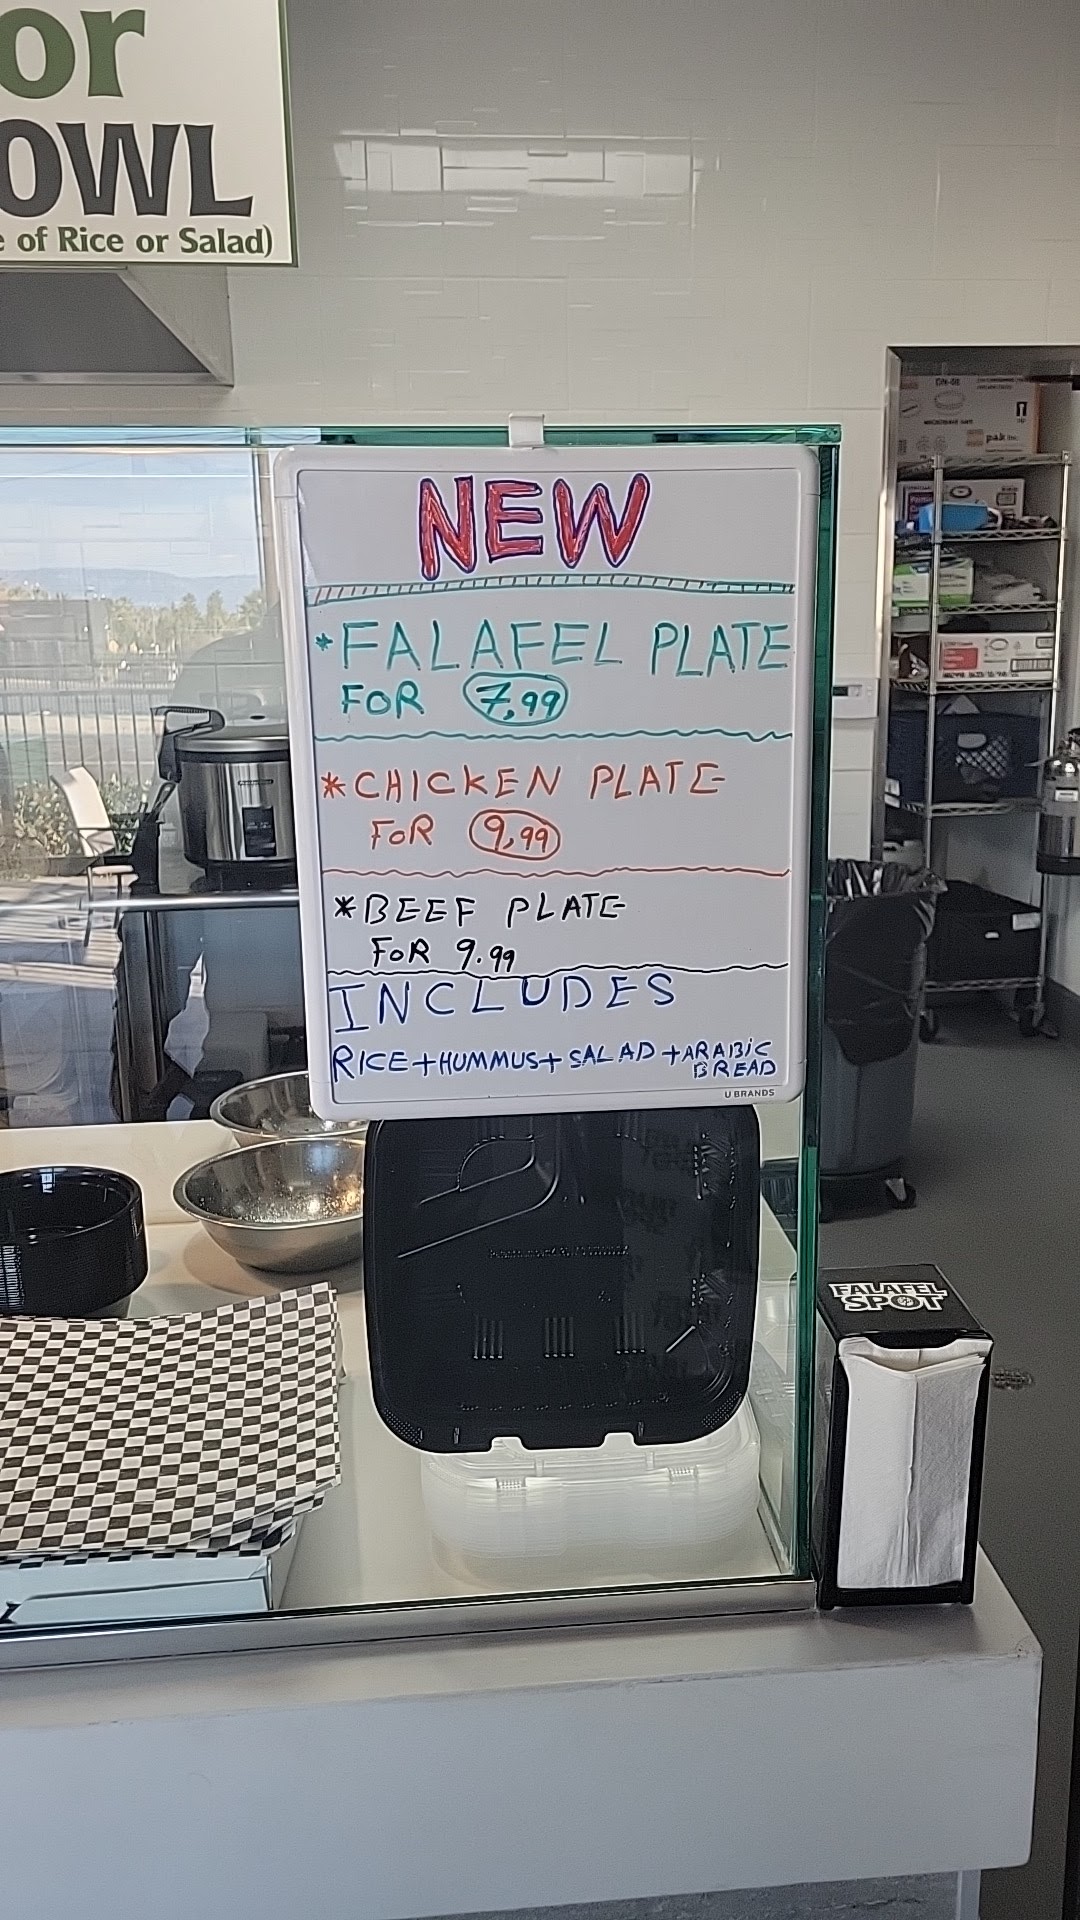 or
OWL
e of Rice or Salad)
NEW
*FALAFEL PLATE
FOR 7,99
*CHICKEN PLATE
FOR 9,99
*BEEF PLATE
FOR 9.99
INCLUDES
RICE+HUMMUS+SALAD+ARABIC
BREAD
U BRANDS
FALAFEL
SPOT